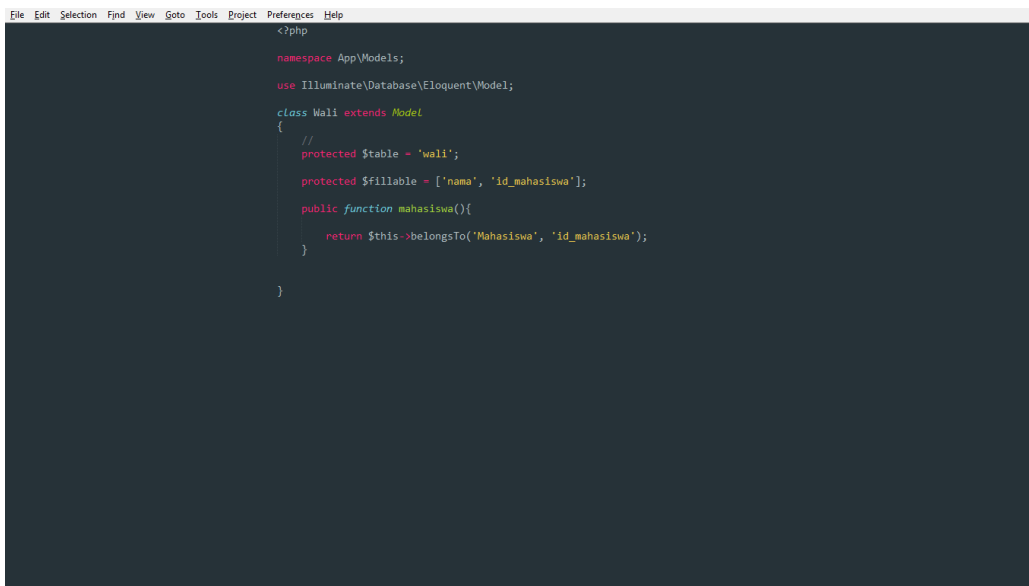 File Edit Selection Find View Goto Tools Project Preferences Help
<?php
namespace App\Models;
use Illuminate\Database\Eloquent\Model;
class Wali extends Model
{
//
protected $table = 'wali';
protected $fillable = ['nama', 'id_mahasiswa'];
public function mahasiswa(){
return $this->belongsTo('Mahasiswa', 'id_mahasiswa');
}
}